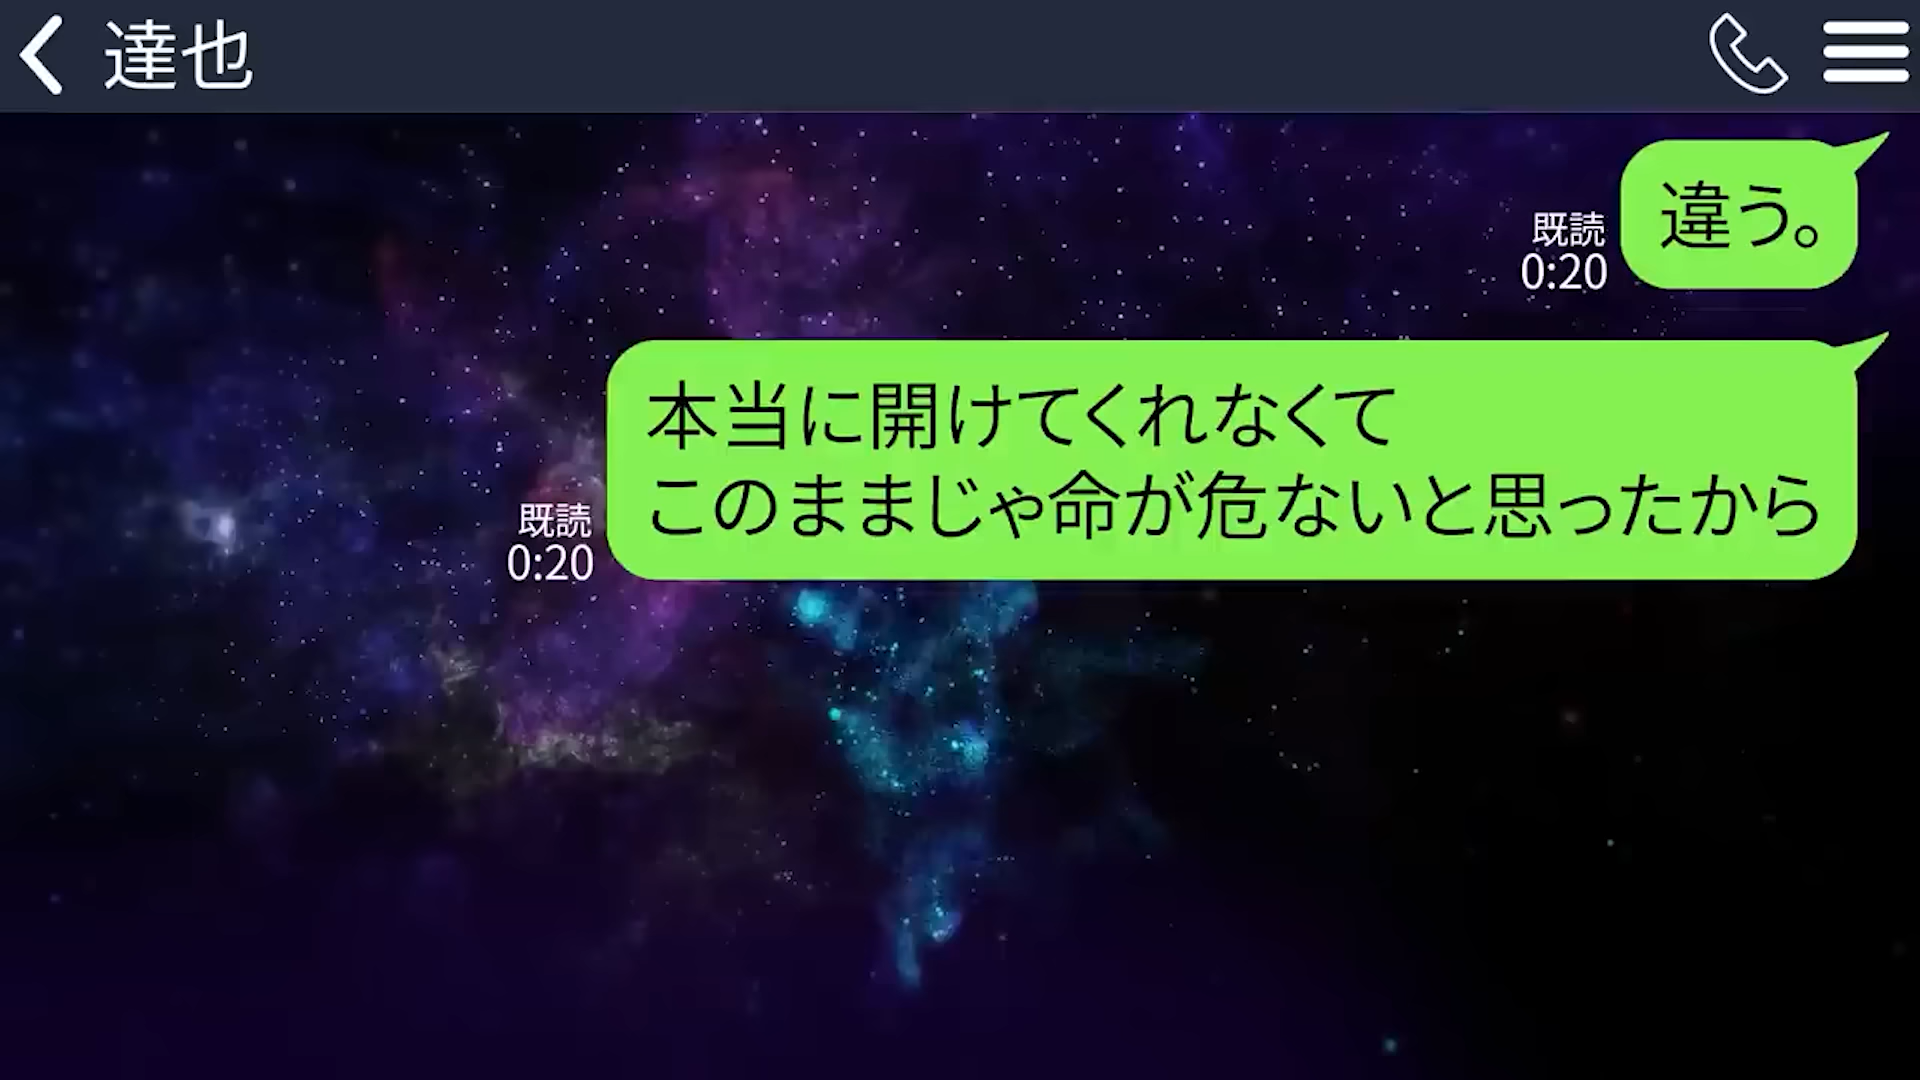 達也
違う。
既読
0:20
本当に開けてくれなくて
このままじゃ命が危ないと思ったから
既読
0:20